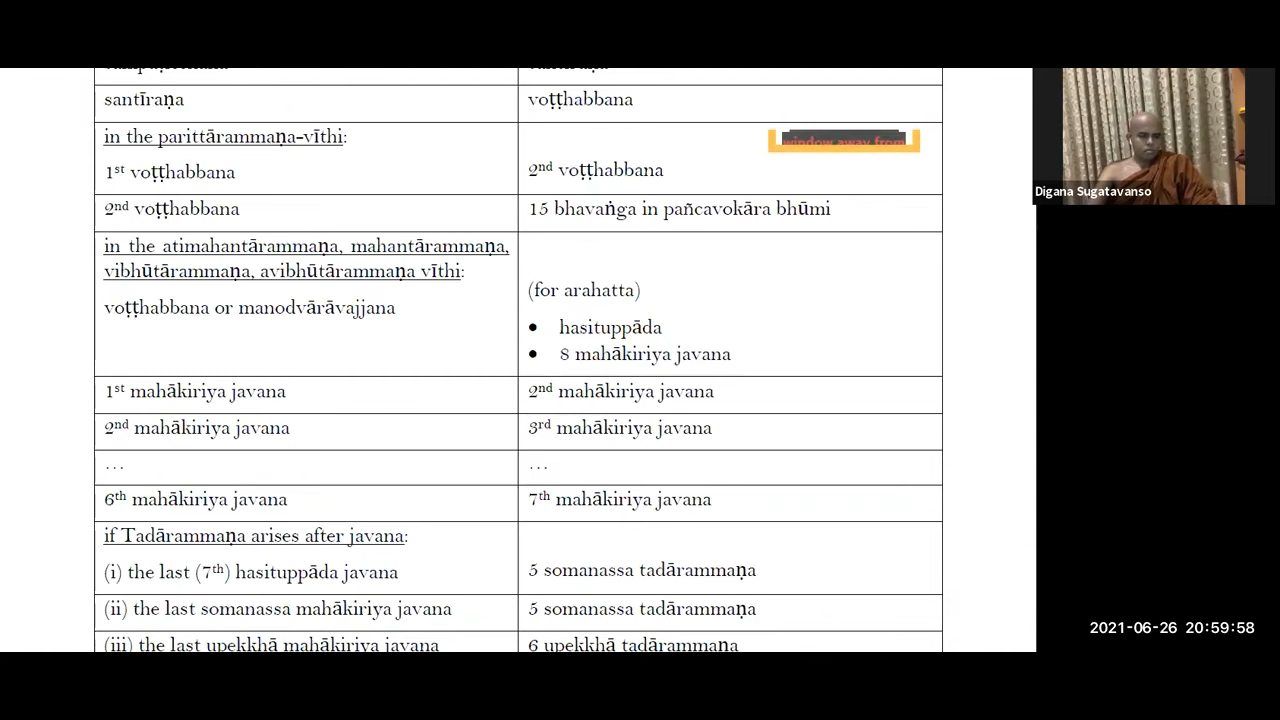 santīraṇa
voṭṭhabbana
in the parittārammaṇa-vīthi:
window away from
1st voṭṭhabbana
2nd voṭṭhabbana
2nd voṭṭhabbana
15 bhavaṅga in pañcavokāra bhūmi
in the atimahantārammaṇa, mahantārammaṇa,
vibhūtārammaṇa, avibhūtārammaṇa vīthi:
voṭṭhabbana or manodvārāvajjana
(for arahatta)
• hasituppāda
• 8 mahākiriya javana
1st mahākiriya javana
2nd mahākiriya javana
2nd mahākiriya javana
3rd mahākiriya javana
…
…
6th mahākiriya javana
7th mahākiriya javana
if Tadārammaṇa arises after javana:
(i) the last (7th) hasituppāda javana
5 somanassa tadārammaṇa
(ii) the last somanassa mahākiriya javana
5 somanassa tadārammaṇa
(iii) the last upekkhā mahākiriya javana
6 upekkhā tadārammaṇa
Digana Sugatavanso
2021-06-26 20:59:58